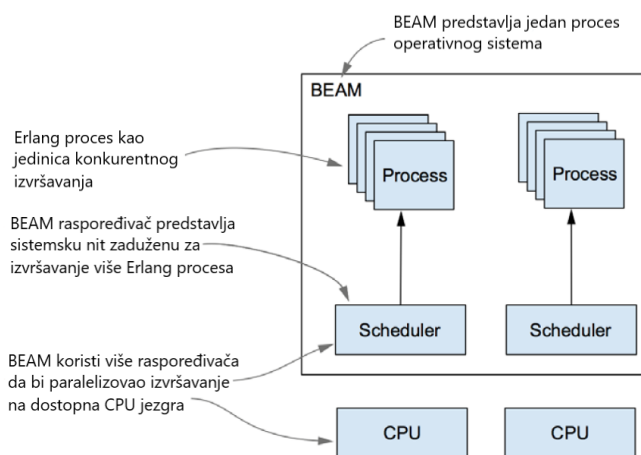 BEAM predstavlja jedan proces
operativnog sistema
BEAM
Erlang proces kao
jedinica konkurentnog
izvršavanja
Process
Process
BEAM raspoređivač predstavlja
sistemsku nit zaduženu za
izvršavanje više Erlang procesa
Scheduler
Scheduler
BEAM koristi više raspoređivača
da bi paralelizovao izvršavanje
na dostopna CPU jezgra
CPU
CPU